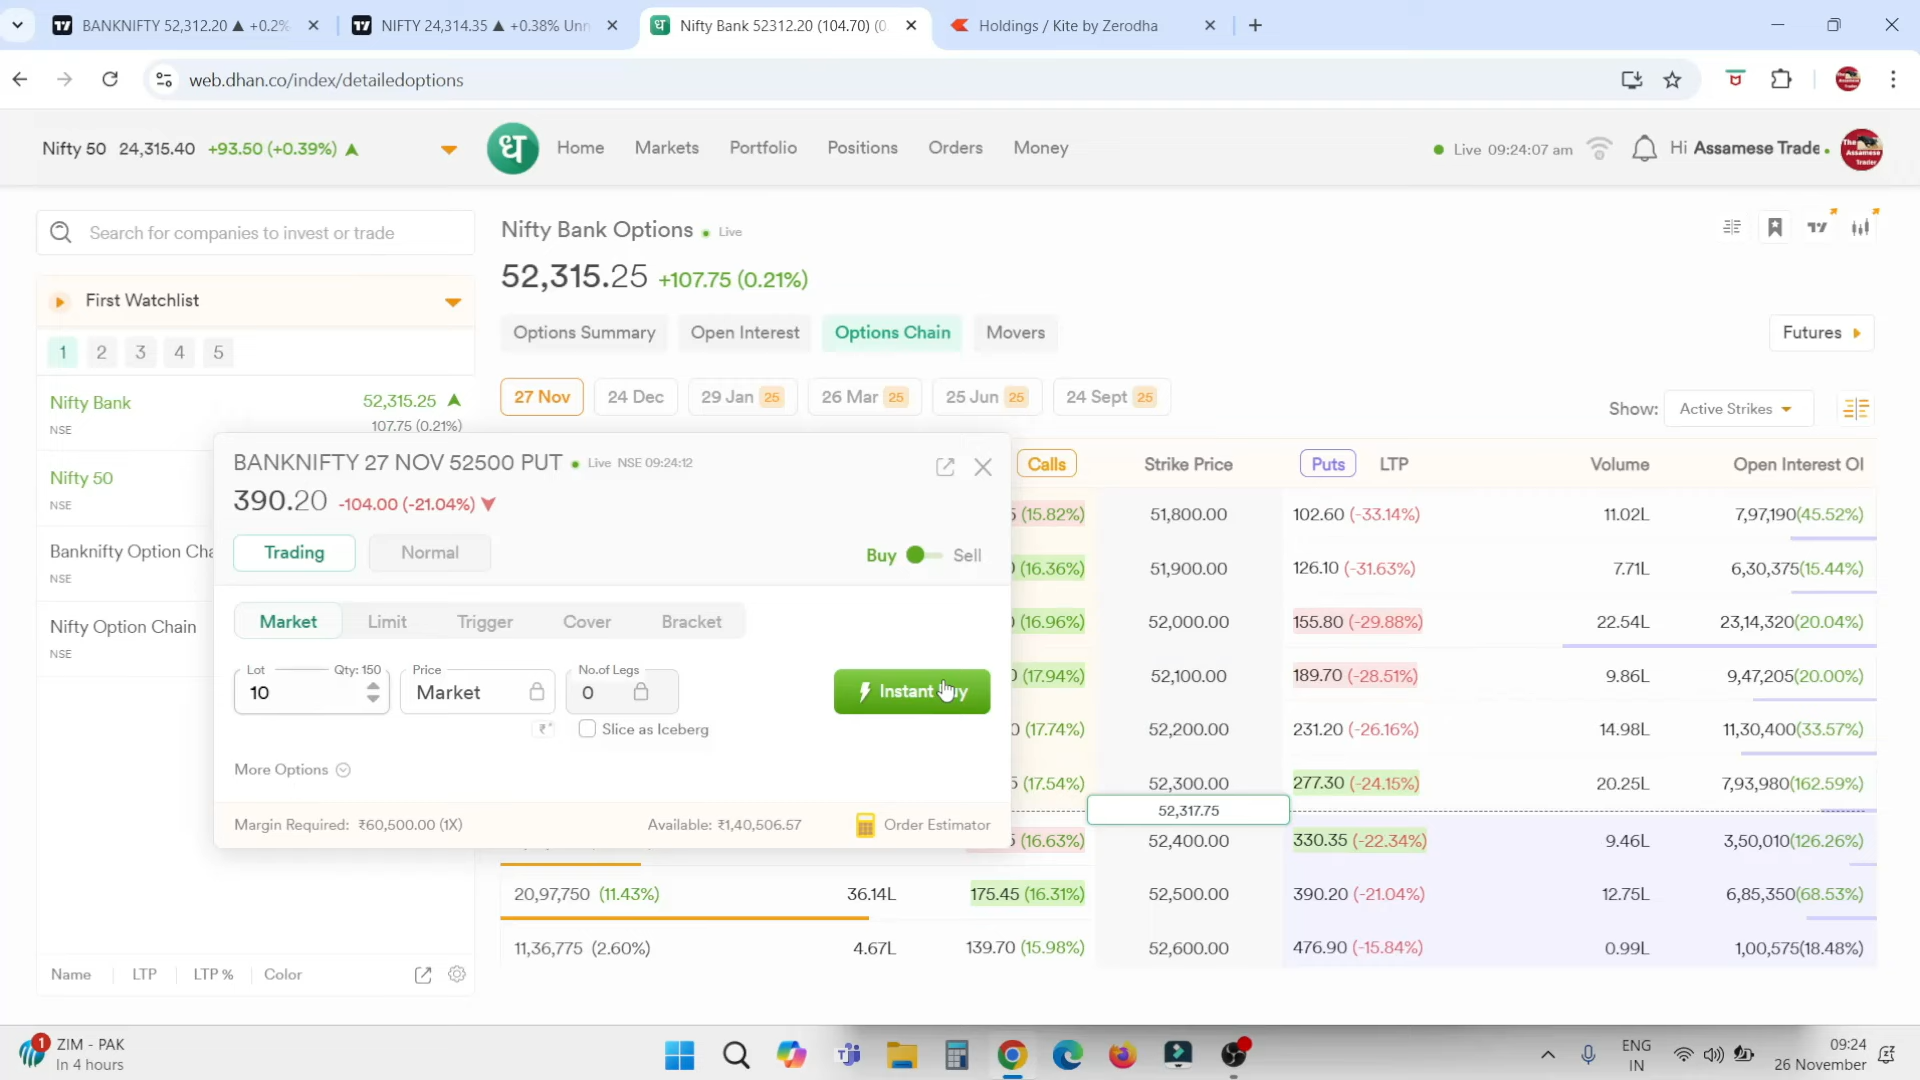 BANKNIFTY 52,312.20 ▲ +0.2%
NIFTY 24,314.35 ▲ +0.38% Unn
Nifty Bank 52312.20 (104.70) (0.
Holdings / Kite by Zerodha
web.dhan.co/index/detailedoptions
Nifty 50 24,315.40 +93.50 (+0.39%) ▲
ध
Home Markets Portfolio Positions Orders Money
Live 09:24:07 am
Hi Assamese Trade
The Assamese Trader
Search for companies to invest or trade
First Watchlist
1 2 3 4 5
Nifty Bank 52,315.25
NSE 107.75 (0.21%)
Nifty 50
NSE
Banknifty Option Cha
NSE
Nifty Option Chain
NSE
Name LTP LTP % Color
Nifty Bank Options Live
52,315.25 +107.75 (0.21%)
Options Summary Open Interest Options Chain Movers
Futures
27 Nov 24 Dec 29 Jan 25 26 Mar 25 25 Jun 25 24 Sept 25
Show: Active Strikes
Calls Strike Price Puts LTP Volume Open Interest OI
5 (15.82%) 51,800.00 102.60 (-33.14%) 11.02L 7,97,190(45.52%)
0 (16.36%) 51,900.00 126.10 (-31.63%) 7.71L 6,30,375(15.44%)
0 (16.96%) 52,000.00 155.80 (-29.88%) 22.54L 23,14,320(20.04%)
0 (17.94%) 52,100.00 189.70 (-28.51%) 9.86L 9,47,205(20.00%)
0 (17.74%) 52,200.00 231.20 (-26.16%) 14.98L 11,30,400(33.57%)
5 (17.54%) 52,300.00 277.30 (-24.15%) 20.25L 7,93,980(162.59%)
52,317.75
5 (16.63%) 52,400.00 330.35 (-22.34%) 9.46L 3,50,010(126.26%)
20,97,750 (11.43%) 36.14L 175.45 (16.31%) 52,500.00 390.20 (-21.04%) 12.75L 6,85,350(68.53%)
11,36,775 (2.60%) 4.67L 139.70 (15.98%) 52,600.00 476.90 (-15.84%) 0.99L 1,00,575(18.48%)
BANKNIFTY 27 NOV 52500 PUT Live NSE 09:24:12
390.20 -104.00 (-21.04%)
Trading Normal
Buy Sell
Market Limit Trigger Cover Bracket
Lot Qty: 150 Price No.of Legs
10 Market 0
Instant
Slice as Iceberg
More Options
Margin Required: ₹60,500.00 (1X) Available: ₹1,40,506.57 Order Estimator
1
ZIM - PAK
In 4 hours
ENG
IN
09:24
26 November